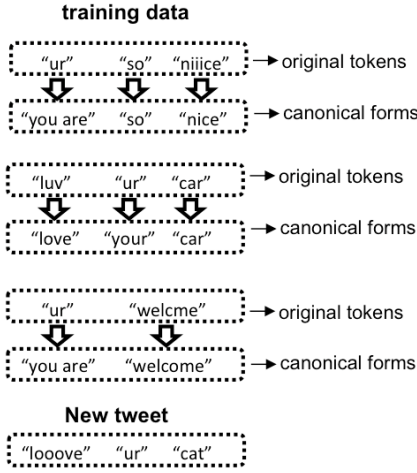 training data
“ur” “so” “niiice” original tokens
“you are” “so” “nice” canonical forms
“luv” “ur” “car” original tokens
“love” “your” “car” canonical forms
“ur” “welcme” original tokens
“you are” “welcome” canonical forms
New tweet
“looove” “ur” “cat”